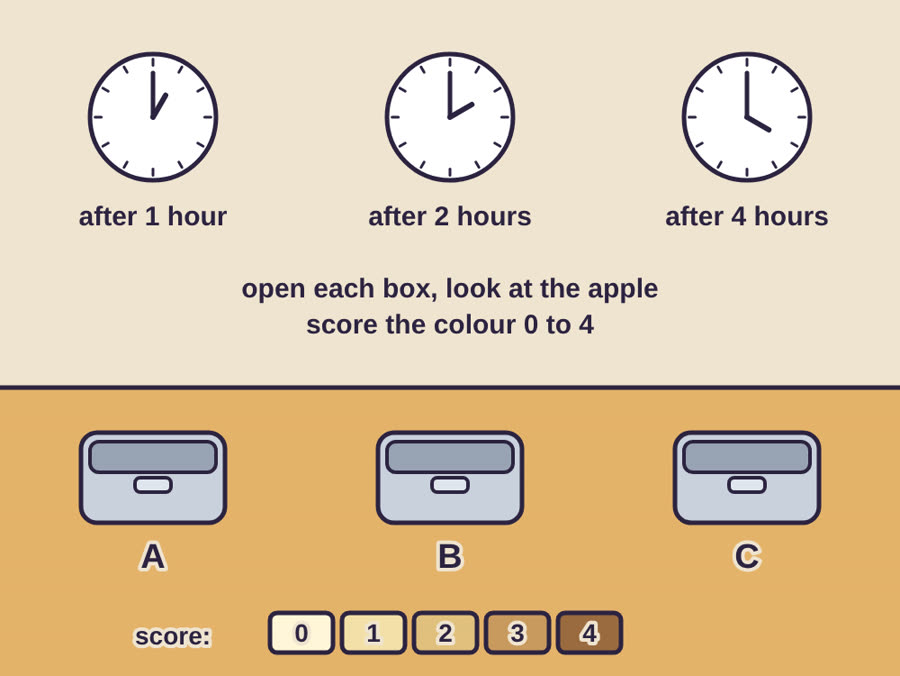 after 1 hour
after 2 hours
after 4 hours
open each box, look at the apple
score the colour 0 to 4
A
B
C
score:
0
1
2
3
4